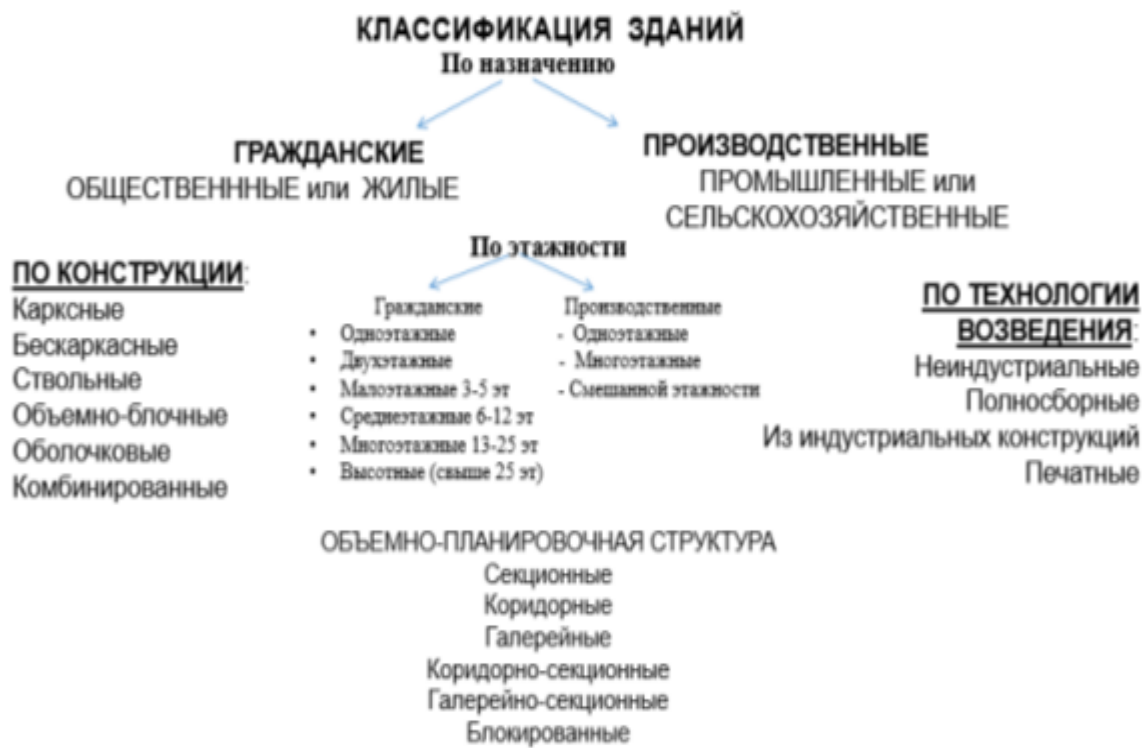 КЛАССИФИКАЦИЯ ЗДАНИЙ
По назначению
ГРАЖДАНСКИЕ
ОБЩЕСТВЕНННЫЕ или ЖИЛЫЕ
ПРОИЗВОДСТВЕННЫЕ
ПРОМЫШЛЕННЫЕ или
СЕЛЬСКОХОЗЯЙСТВЕННЫЕ
ПО КОНСТРУКЦИИ:
Карксные
Бескаркасные
Ствольные
Объемно-блочные
Оболочковые
Комбинированные
По этажности
Гражданские
• Одноэтажные
• Двухэтажные
• Малоэтажные 3-5 эт
• Среднеэтажные 6-12 эт
• Многоэтажные 13-25 эт
• Высотные (свыше 25 эт)
Производственные
- Одноэтажные
- Многоэтажные
- Смешанной этажности
ПО ТЕХНОЛОГИИ
ВОЗВЕДЕНИЯ:
Неиндустриальные
Полносборные
Из индустриальных конструкций
Печатные
ОБЪЕМНО-ПЛАНИРОВОЧНАЯ СТРУКТУРА
Секционные
Коридорные
Галерейные
Коридорно-секционные
Галерейно-секционные
Блокированные